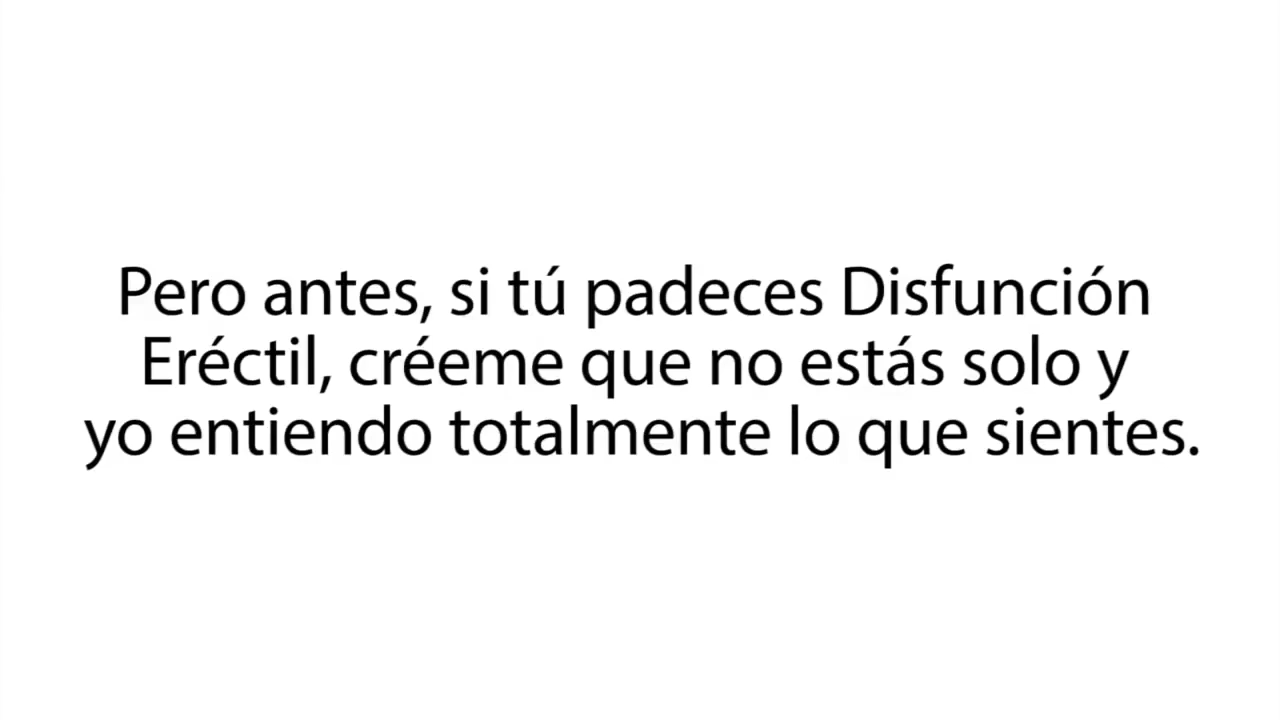 Pero antes, si tú padeces Disfunción
Eréctil, créeme que no estás solo y
yo entiendo totalmente lo que sientes.